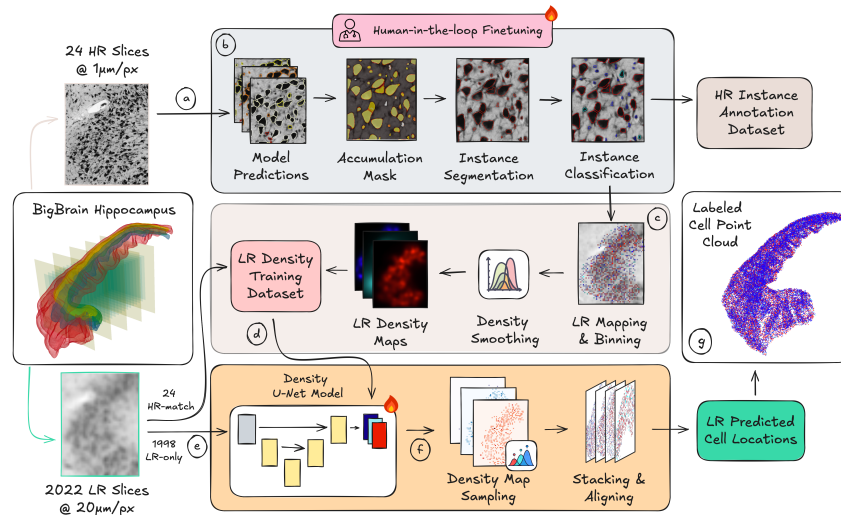 24 HR Slices
@ 1μm/px
a
b
Human-in-the-loop Finetuning
Model
Predictions
Accumulation
Mask
Instance
Segmentation
Instance
Classification
HR Instance
Annotation
Dataset
BigBrain Hippocampus
c
LR Density
Training
Dataset
LR Density
Maps
Density
Smoothing
LR Mapping
& Binning
Labeled
Cell Point
Cloud
g
d
24
HR-match
1998
LR-only
e
2022 LR Slices
@ 20μm/px
Density
U-Net Model
f
Density Map
Sampling
Stacking &
Aligning
LR Predicted
Cell Locations